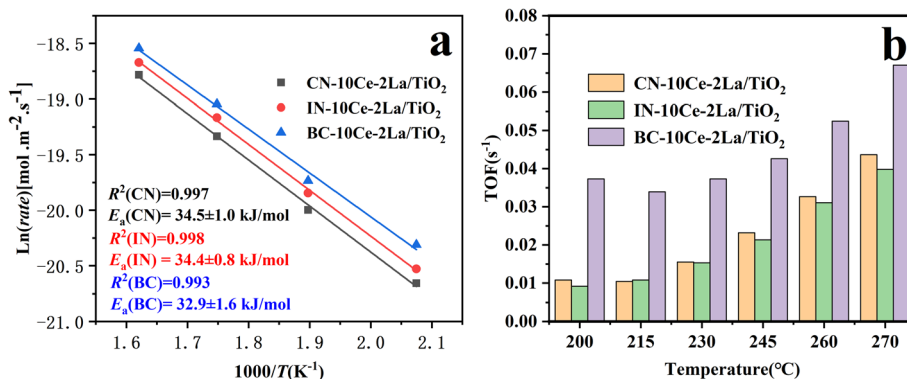 a
Ln(rate)[mol .m⁻².s⁻¹]
-18.5
-19.0
-19.5
-20.0
-20.5
-21.0
CN-10Ce-2La/TiO₂
IN-10Ce-2La/TiO₂
BC-10Ce-2La/TiO₂
R²(CN)=0.997
Eₐ(CN)= 34.5±1.0 kJ/mol
R²(IN)=0.998
Eₐ(IN) = 34.4±0.8 kJ/mol
R²(BC)=0.993
Eₐ(BC)= 32.9±1.6 kJ/mol
1.6 1.7 1.8 1.9 2.0 2.1
1000/T(K⁻¹)
b
TOF(s⁻¹)
0.08
0.07
0.06
0.05
0.04
0.03
0.02
0.01
0.00
CN-10Ce-2La/TiO₂
IN-10Ce-2La/TiO₂
BC-10Ce-2La/TiO₂
200 215 230 245 260 270
Temperature(℃)